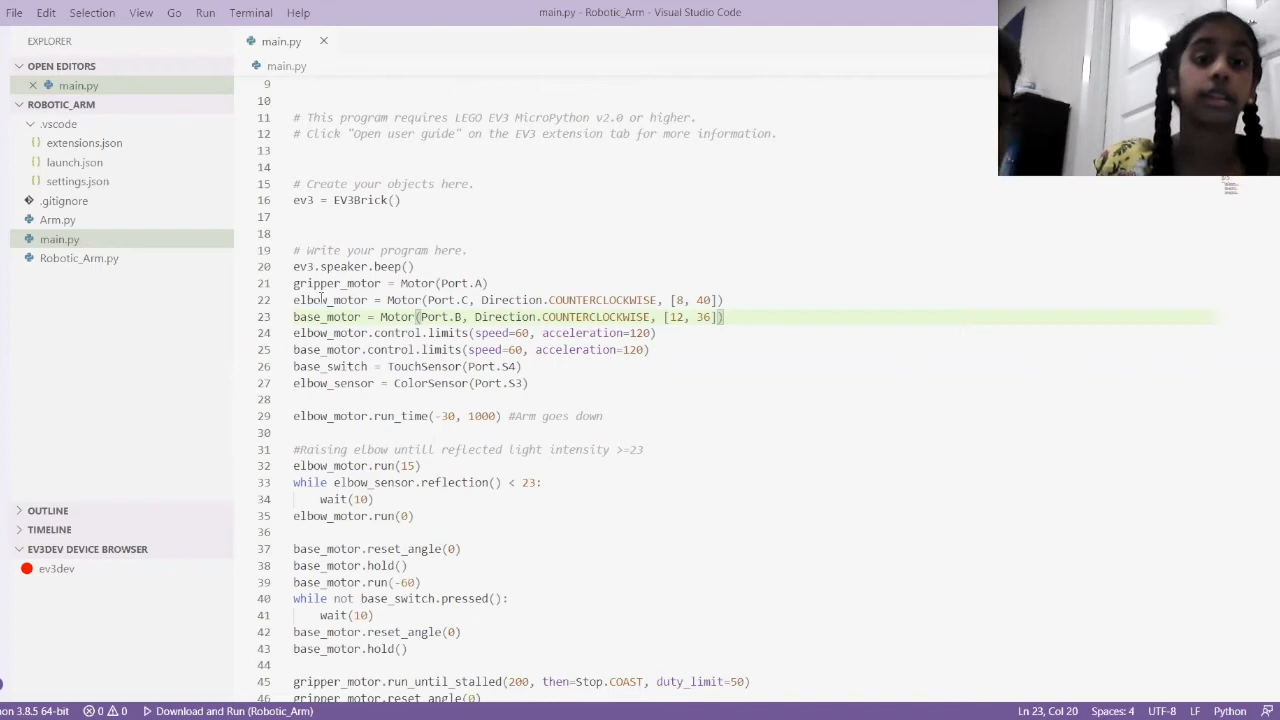 File Edit Selection View Go Run Terminal Help
main.py - Robotic_Arm - Visual Studio Code
EXPLORER
OPEN EDITORS
main.py
ROBOTIC_ARM
.vscode
extensions.json
launch.json
settings.json
.gitignore
Arm.py
main.py
Robotic_Arm.py
OUTLINE
TIMELINE
EV3DEV DEVICE BROWSER
ev3dev
main.py
main.py
9
10
11 # This program requires LEGO EV3 MicroPython v2.0 or higher.
12 # Click "Open user guide" on the EV3 extension tab for more information.
13
14
15 # Create your objects here.
16 ev3 = EV3Brick()
17
18
19 # Write your program here.
20 ev3.speaker.beep()
21 gripper_motor = Motor(Port.A)
22 elbow_motor = Motor(Port.C, Direction.COUNTERCLOCKWISE, [8, 40])
23 base_motor = Motor(Port.B, Direction.COUNTERCLOCKWISE, [12, 36])
24 elbow_motor.control.limits(speed=60, acceleration=120)
25 base_motor.control.limits(speed=60, acceleration=120)
26 base_switch = TouchSensor(Port.S4)
27 elbow_sensor = ColorSensor(Port.S3)
28
29 elbow_motor.run_time(-30, 1000) #Arm goes down
30
31 #Raising elbow untill reflected light intensity >=23
32 elbow_motor.run(15)
33 while elbow_sensor.reflection() < 23:
34 wait(10)
35 elbow_motor.run(0)
36
37 base_motor.reset_angle(0)
38 base_motor.hold()
39 base_motor.run(-60)
40 while not base_switch.pressed():
41 wait(10)
42 base_motor.reset_angle(0)
43 base_motor.hold()
44
45 gripper_motor.run_until_stalled(200, then=Stop.COAST, duty_limit=50)
46 gripper_motor.reset_angle(0)
on 3.8.5 64-bit 0 0 Download and Run (Robotic_Arm) Ln 23, Col 20 Spaces: 4 UTF-8 LF Python